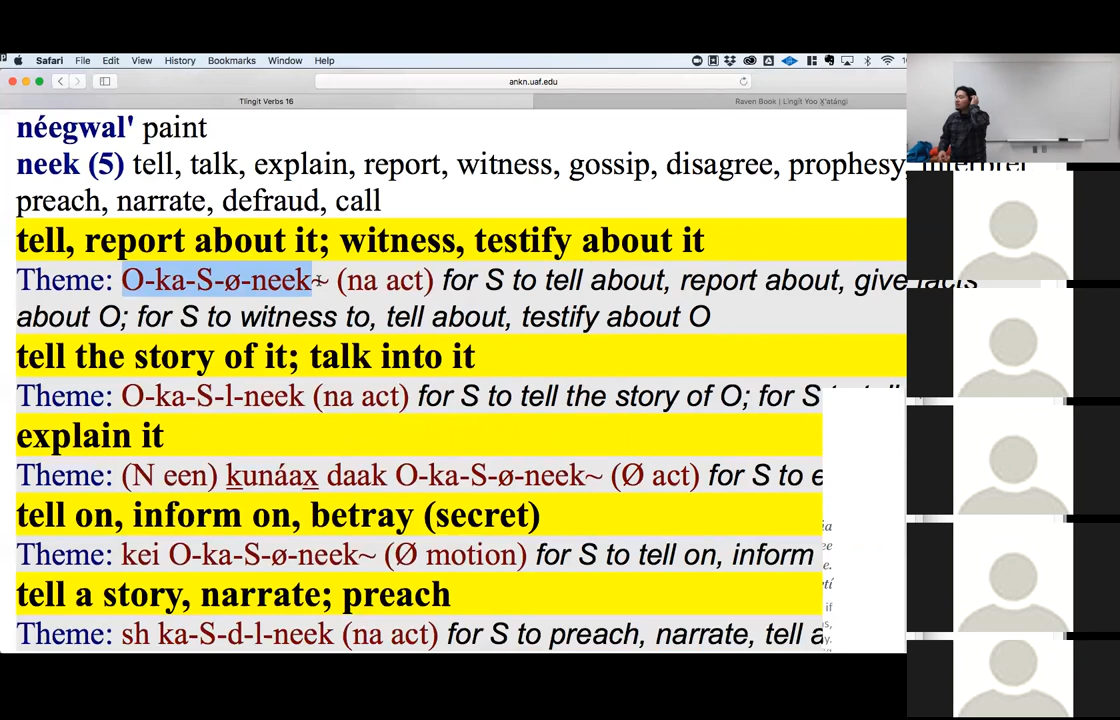 Safari File Edit View History Bookmarks Window Help
ankn.uaf.edu
Tlingit Verbs 16
Raven Book | Lingít Yoo X̱'atángi
néegwal' paint
neek (5) tell, talk, explain, report, witness, gossip, disagree, prophesy, interpret
preach, narrate, defraud, call
tell, report about it; witness, testify about it
Theme: O-ka-S-ø-neek~ (na act) for S to tell about, report about, give facts
about O; for S to witness to, tell about, testify about O
tell the story of it; talk into it
Theme: O-ka-S-l-neek (na act) for S to tell the story of O; for S
explain it
Theme: (N een) ḵunáax̱ daak O-ka-S-ø-neek~ (Ø act) for S to e
tell on, inform on, betray (secret)
Theme: kei O-ka-S-ø-neek~ (Ø motion) for S to tell on, inform
tell a story, narrate; preach
Theme: sh ka-S-d-l-neek (na act) for S to preach, narrate, tell a